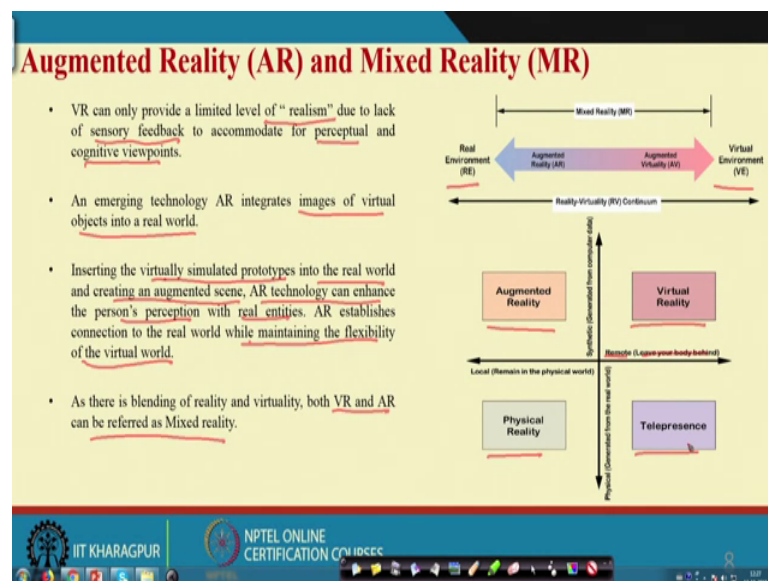 Augmented Reality (AR) and Mixed Reality (MR)
• VR can only provide a limited level of “ realism” due to lack
of sensory feedback to accommodate for perceptual and
cognitive viewpoints.
• An emerging technology AR integrates images of virtual
objects into a real world.
• Inserting the virtually simulated prototypes into the real world
and creating an augmented scene, AR technology can enhance
the person’s perception with real entities. AR establishes
connection to the real world while maintaining the flexibility
of the virtual world.
• As there is blending of reality and virtuality, both VR and AR
can be referred as Mixed reality.
Mixed Reality (MR)
Real
Environment
(RE)
Augmented
Reality (AR)
Augmented
Virtuality (AV)
Virtual
Environment
(VE)
Reality-Virtuality (RV) Continuum
Synthetic (Generated from computer data)
Augmented
Reality
Virtual
Reality
Remote (Leave your body behind)
Local (Remain in the physical world)
Physical
Reality
Telepresence
Physical (Generated from the real world)
IIT KHARAGPUR
NPTEL ONLINE
CERTIFICATION COURSES
8